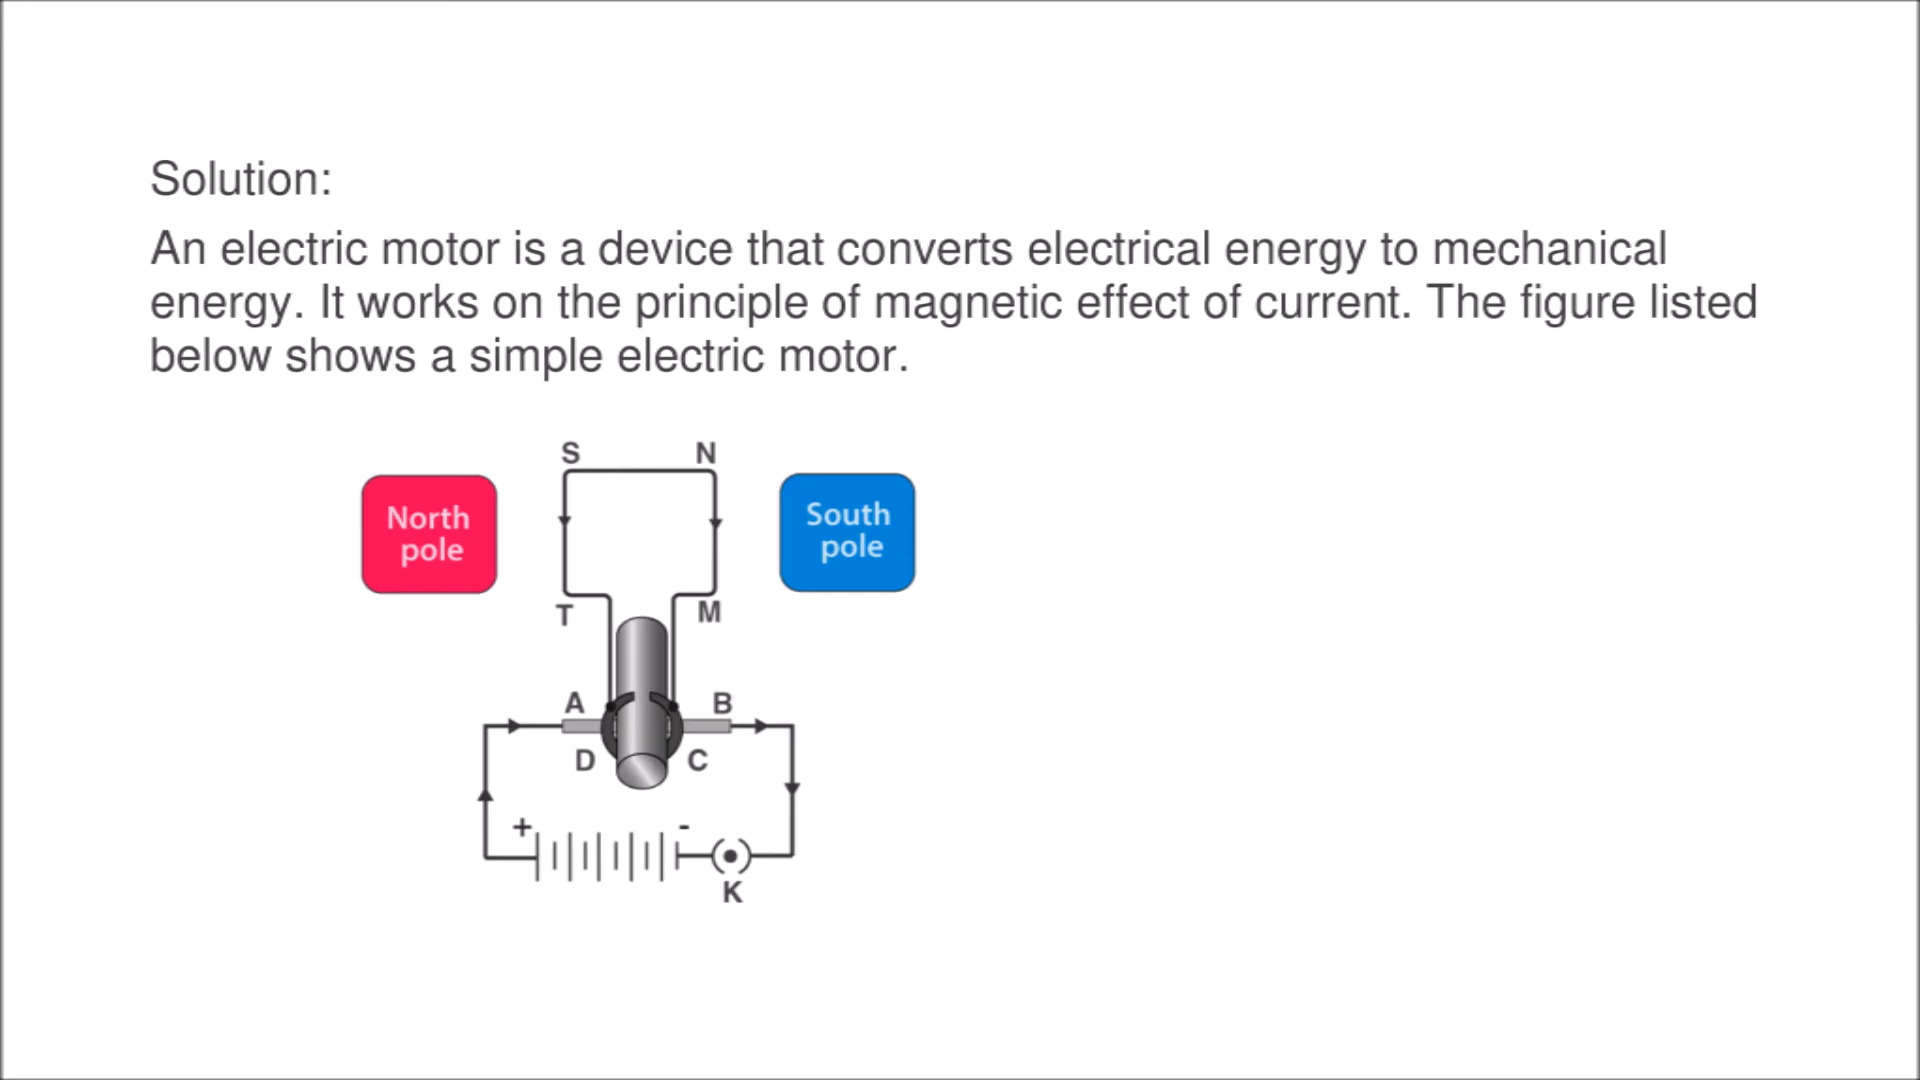 Solution:
An electric motor is a device that converts electrical energy to mechanical
energy. It works on the principle of magnetic effect of current. The figure listed
below shows a simple electric motor.
S N
North
pole
South
pole
T M
A B
D C
+ -
K